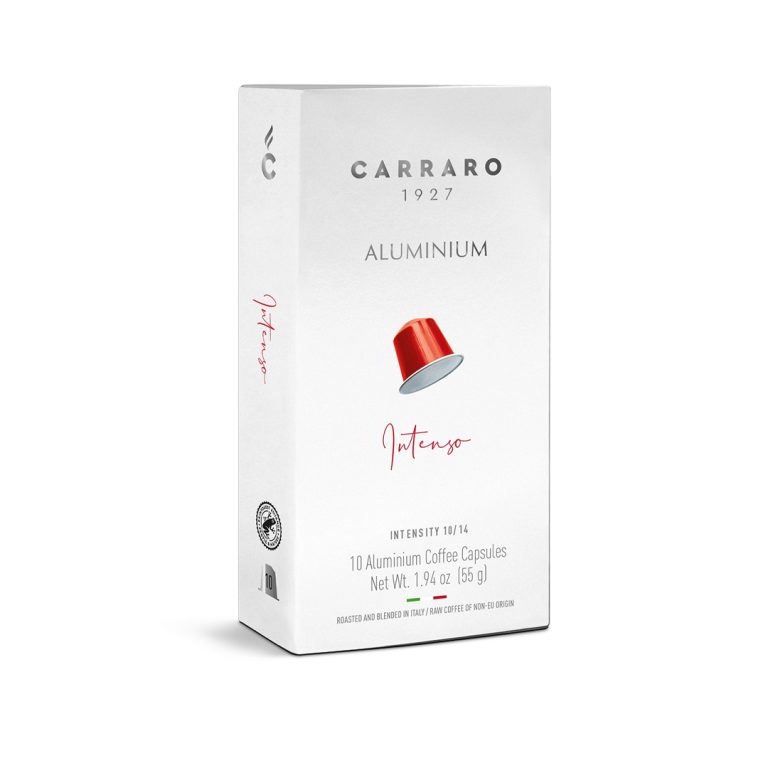 CARRARO
1927
ALUMINIUM
Intenso
INTENSITY 10/14
10 Aluminium Coffee Capsules
Net Wt. 1.94 oz (55 g)
ROASTED AND BLENDED IN ITALY / RAW COFFEE OF NON-EU ORIGIN
C
Intenso
10